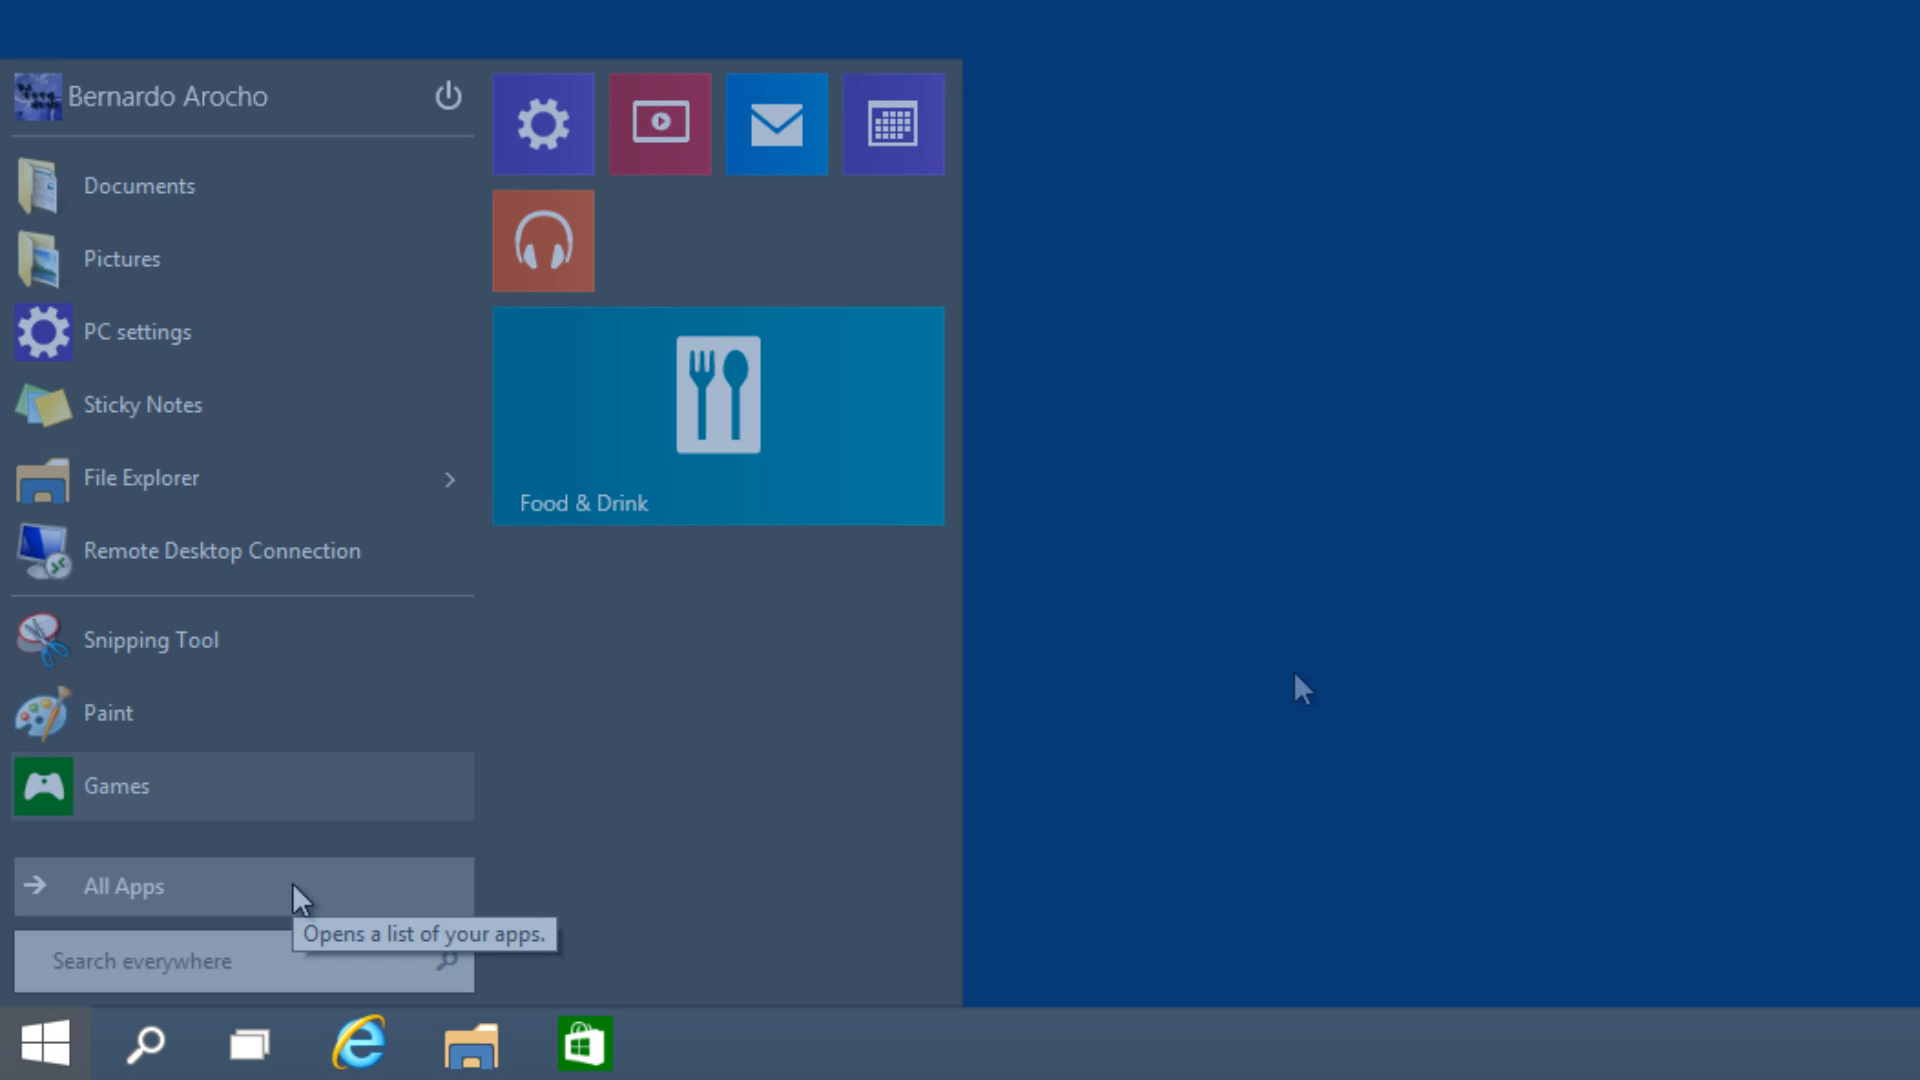 Bernardo Arocho
Documents
Pictures
PC settings
Sticky Notes
File Explorer
Remote Desktop Connection
Snipping Tool
Paint
Games
All Apps
Opens a list of your apps.
Search everywhere
Food & Drink